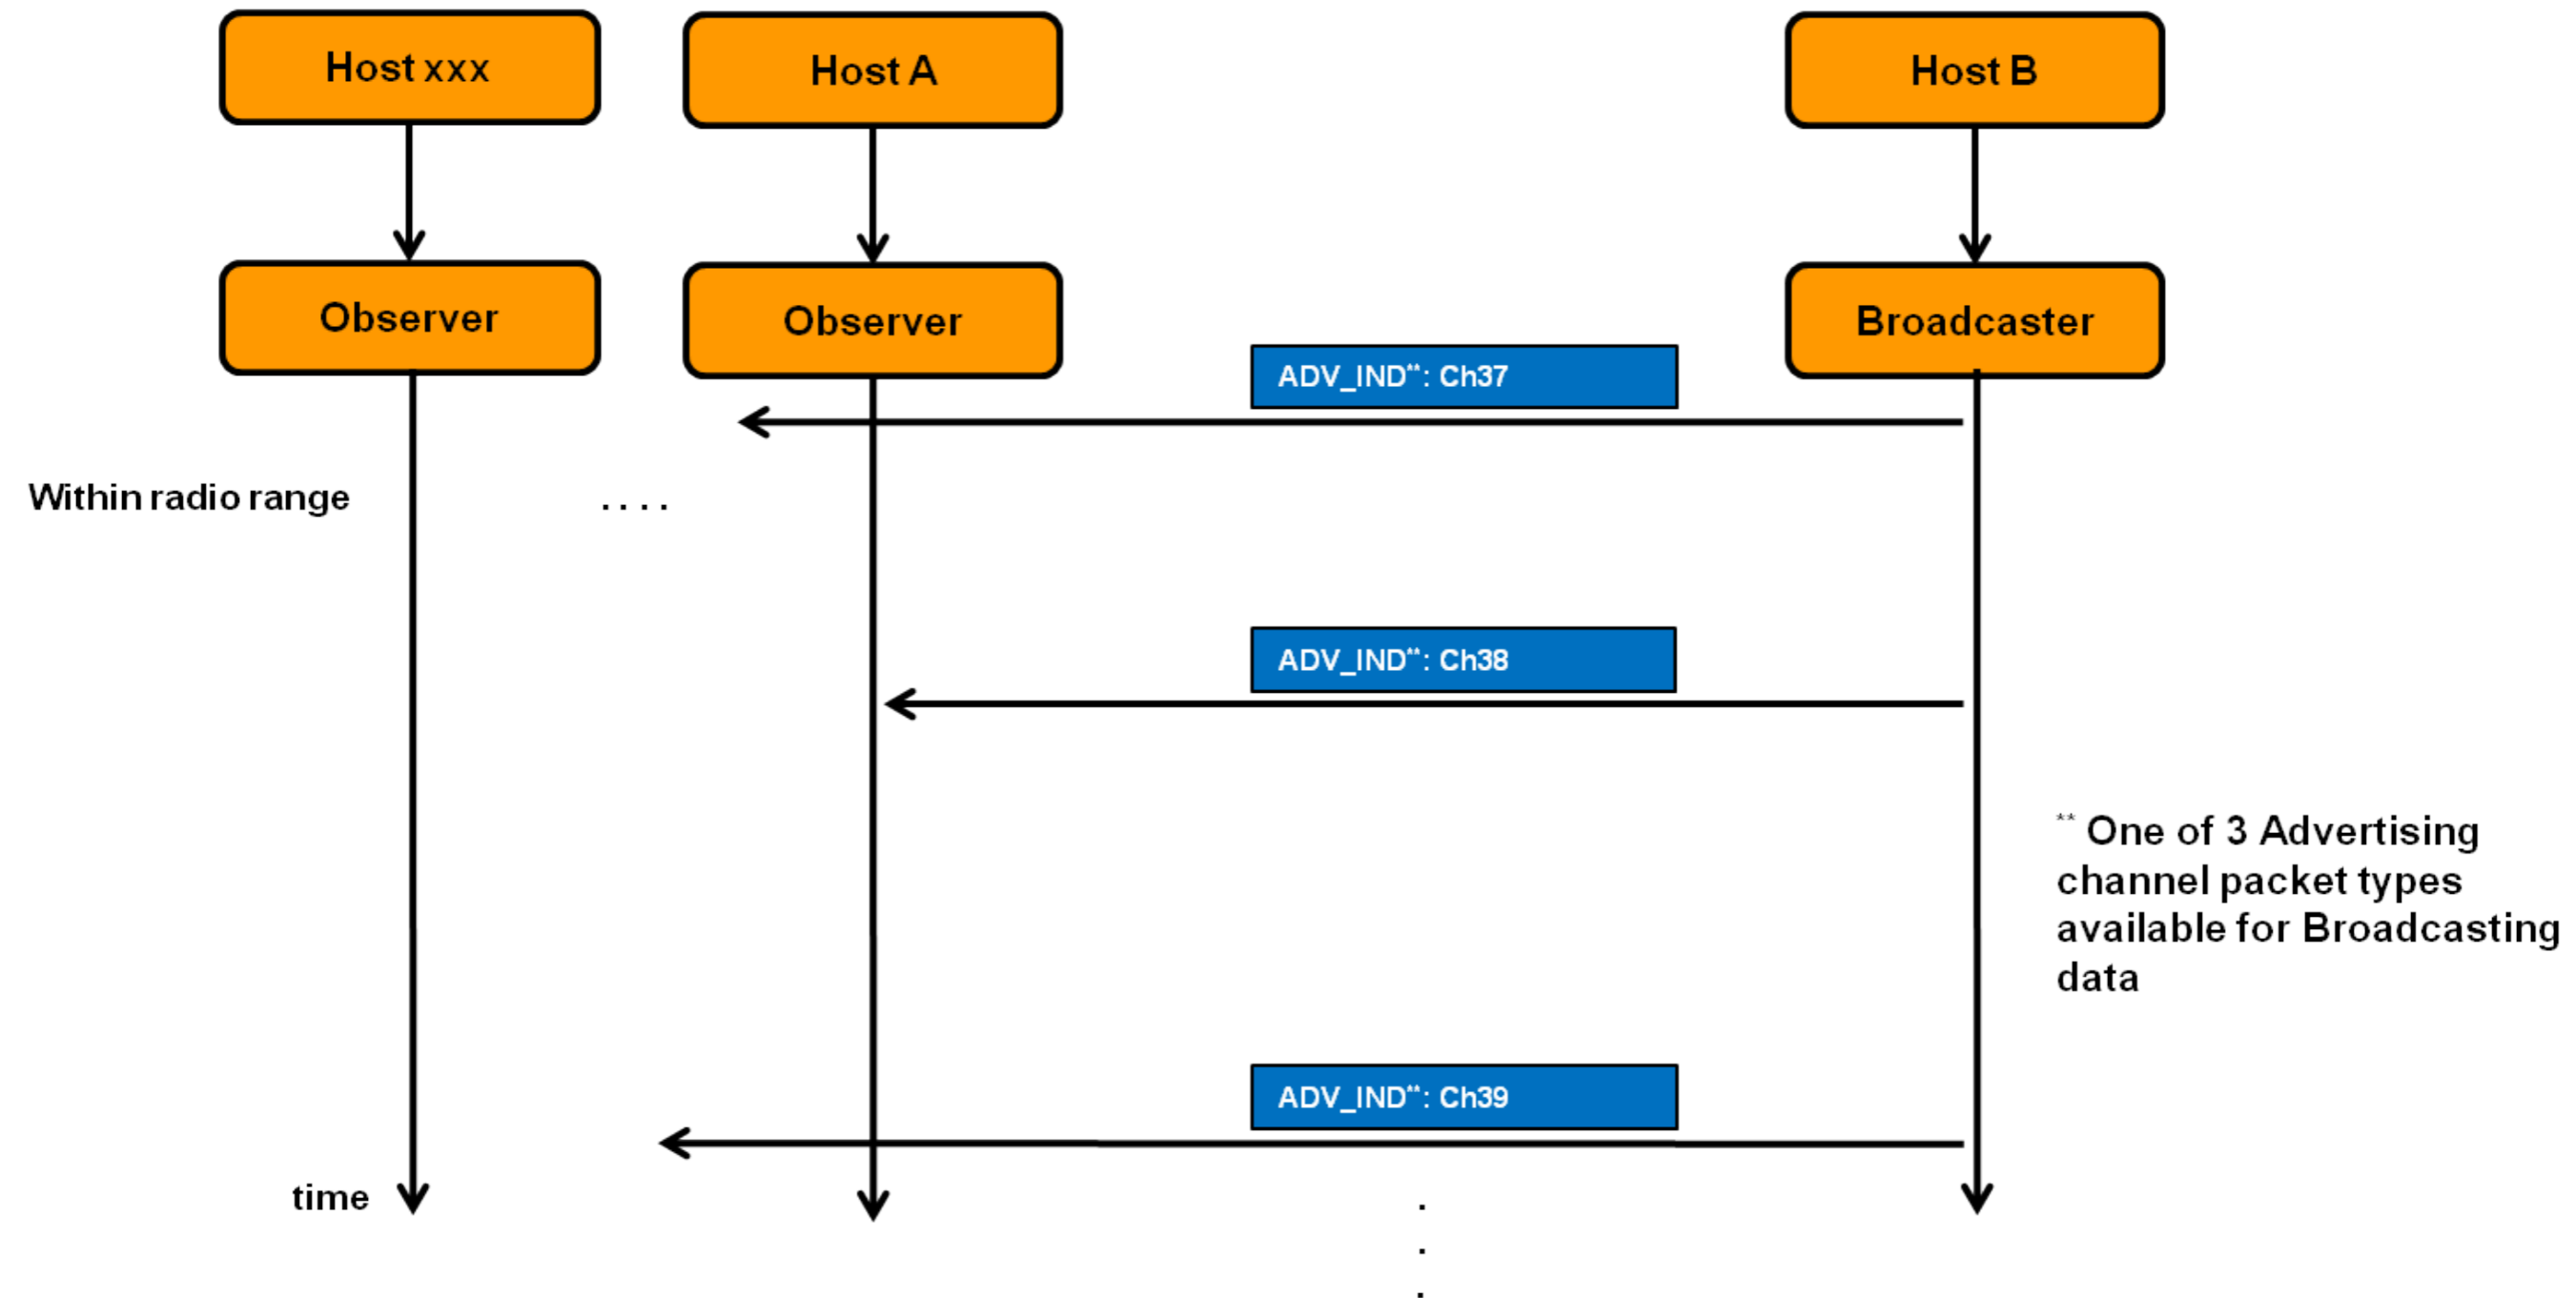 Host xxx
Host A
Host B
Observer
Observer
Broadcaster
ADV_IND**: Ch37
Within radio range
. . . .
ADV_IND**: Ch38
** One of 3 Advertising
channel packet types
available for Broadcasting
data
ADV_IND**: Ch39
time
.
.
.